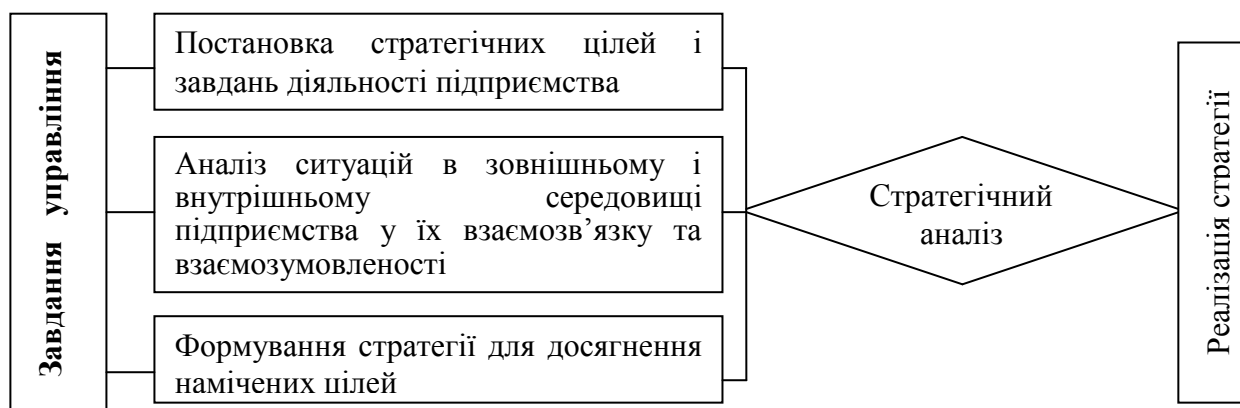 Завдання управління
Постановка стратегічних цілей і
завдань діяльності підприємства
Аналіз ситуацій в зовнішньому і
внутрішньому середовищі
підприємства у їх взаємозв’язку та
взаємозумовленості
Формування стратегії для досягнення
намічених цілей
Стратегічний
аналіз
Реалізація стратегії